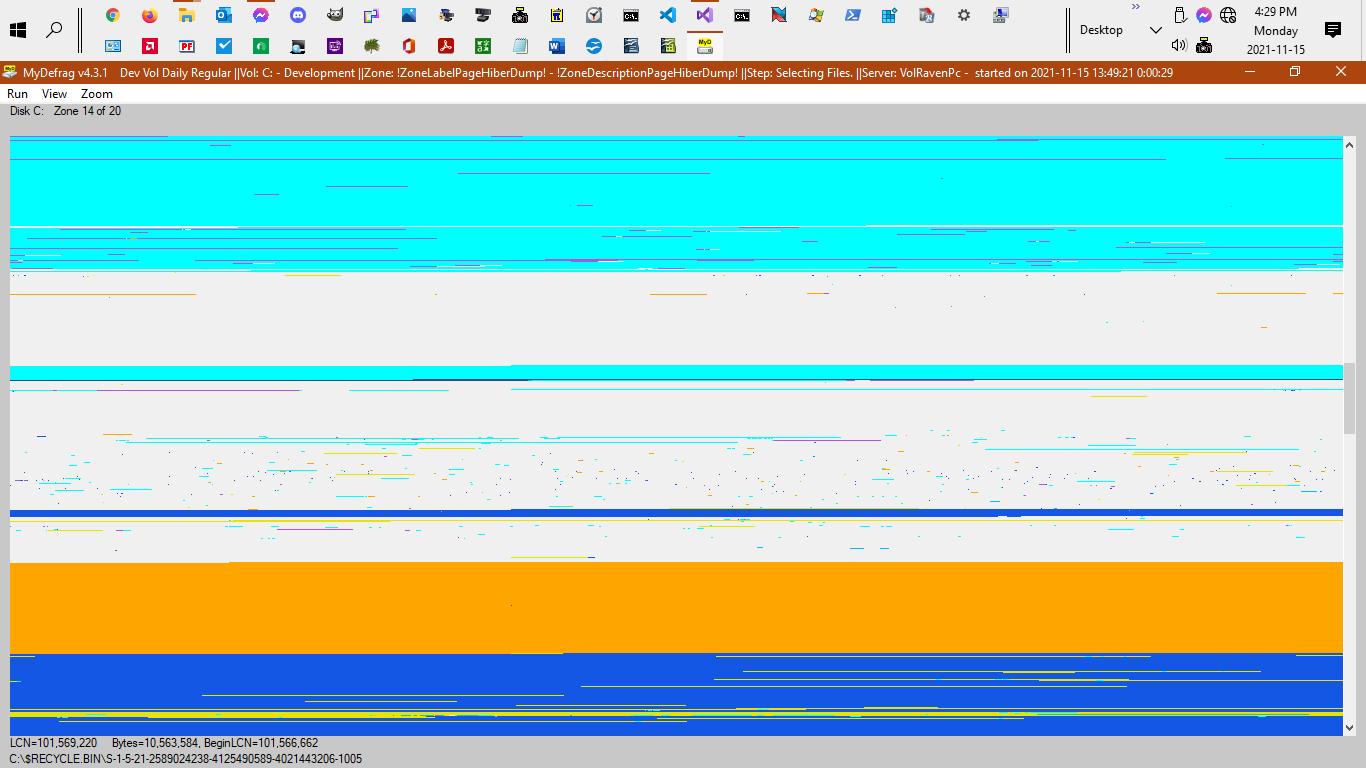 4:29 PM
Desktop
Monday
2021-11-15
MyDefrag v4.3.1 Dev Vol Daily Regular ||Vol: C: - Development ||Zone: !ZoneLabelPageHiberDump! - !ZoneDescriptionPageHiberDump! ||Step: Selecting Files. ||Server: VolRavenPc - started on 2021-11-15 13:49:21 0:00:29
Run View Zoom
Disk C: Zone 14 of 20
LCN=101,569,220 Bytes=10,563,584, BeginLCN=101,566,662
C:\$RECYCLE.BIN\S-1-5-21-2589024238-4125490589-4021443206-1005